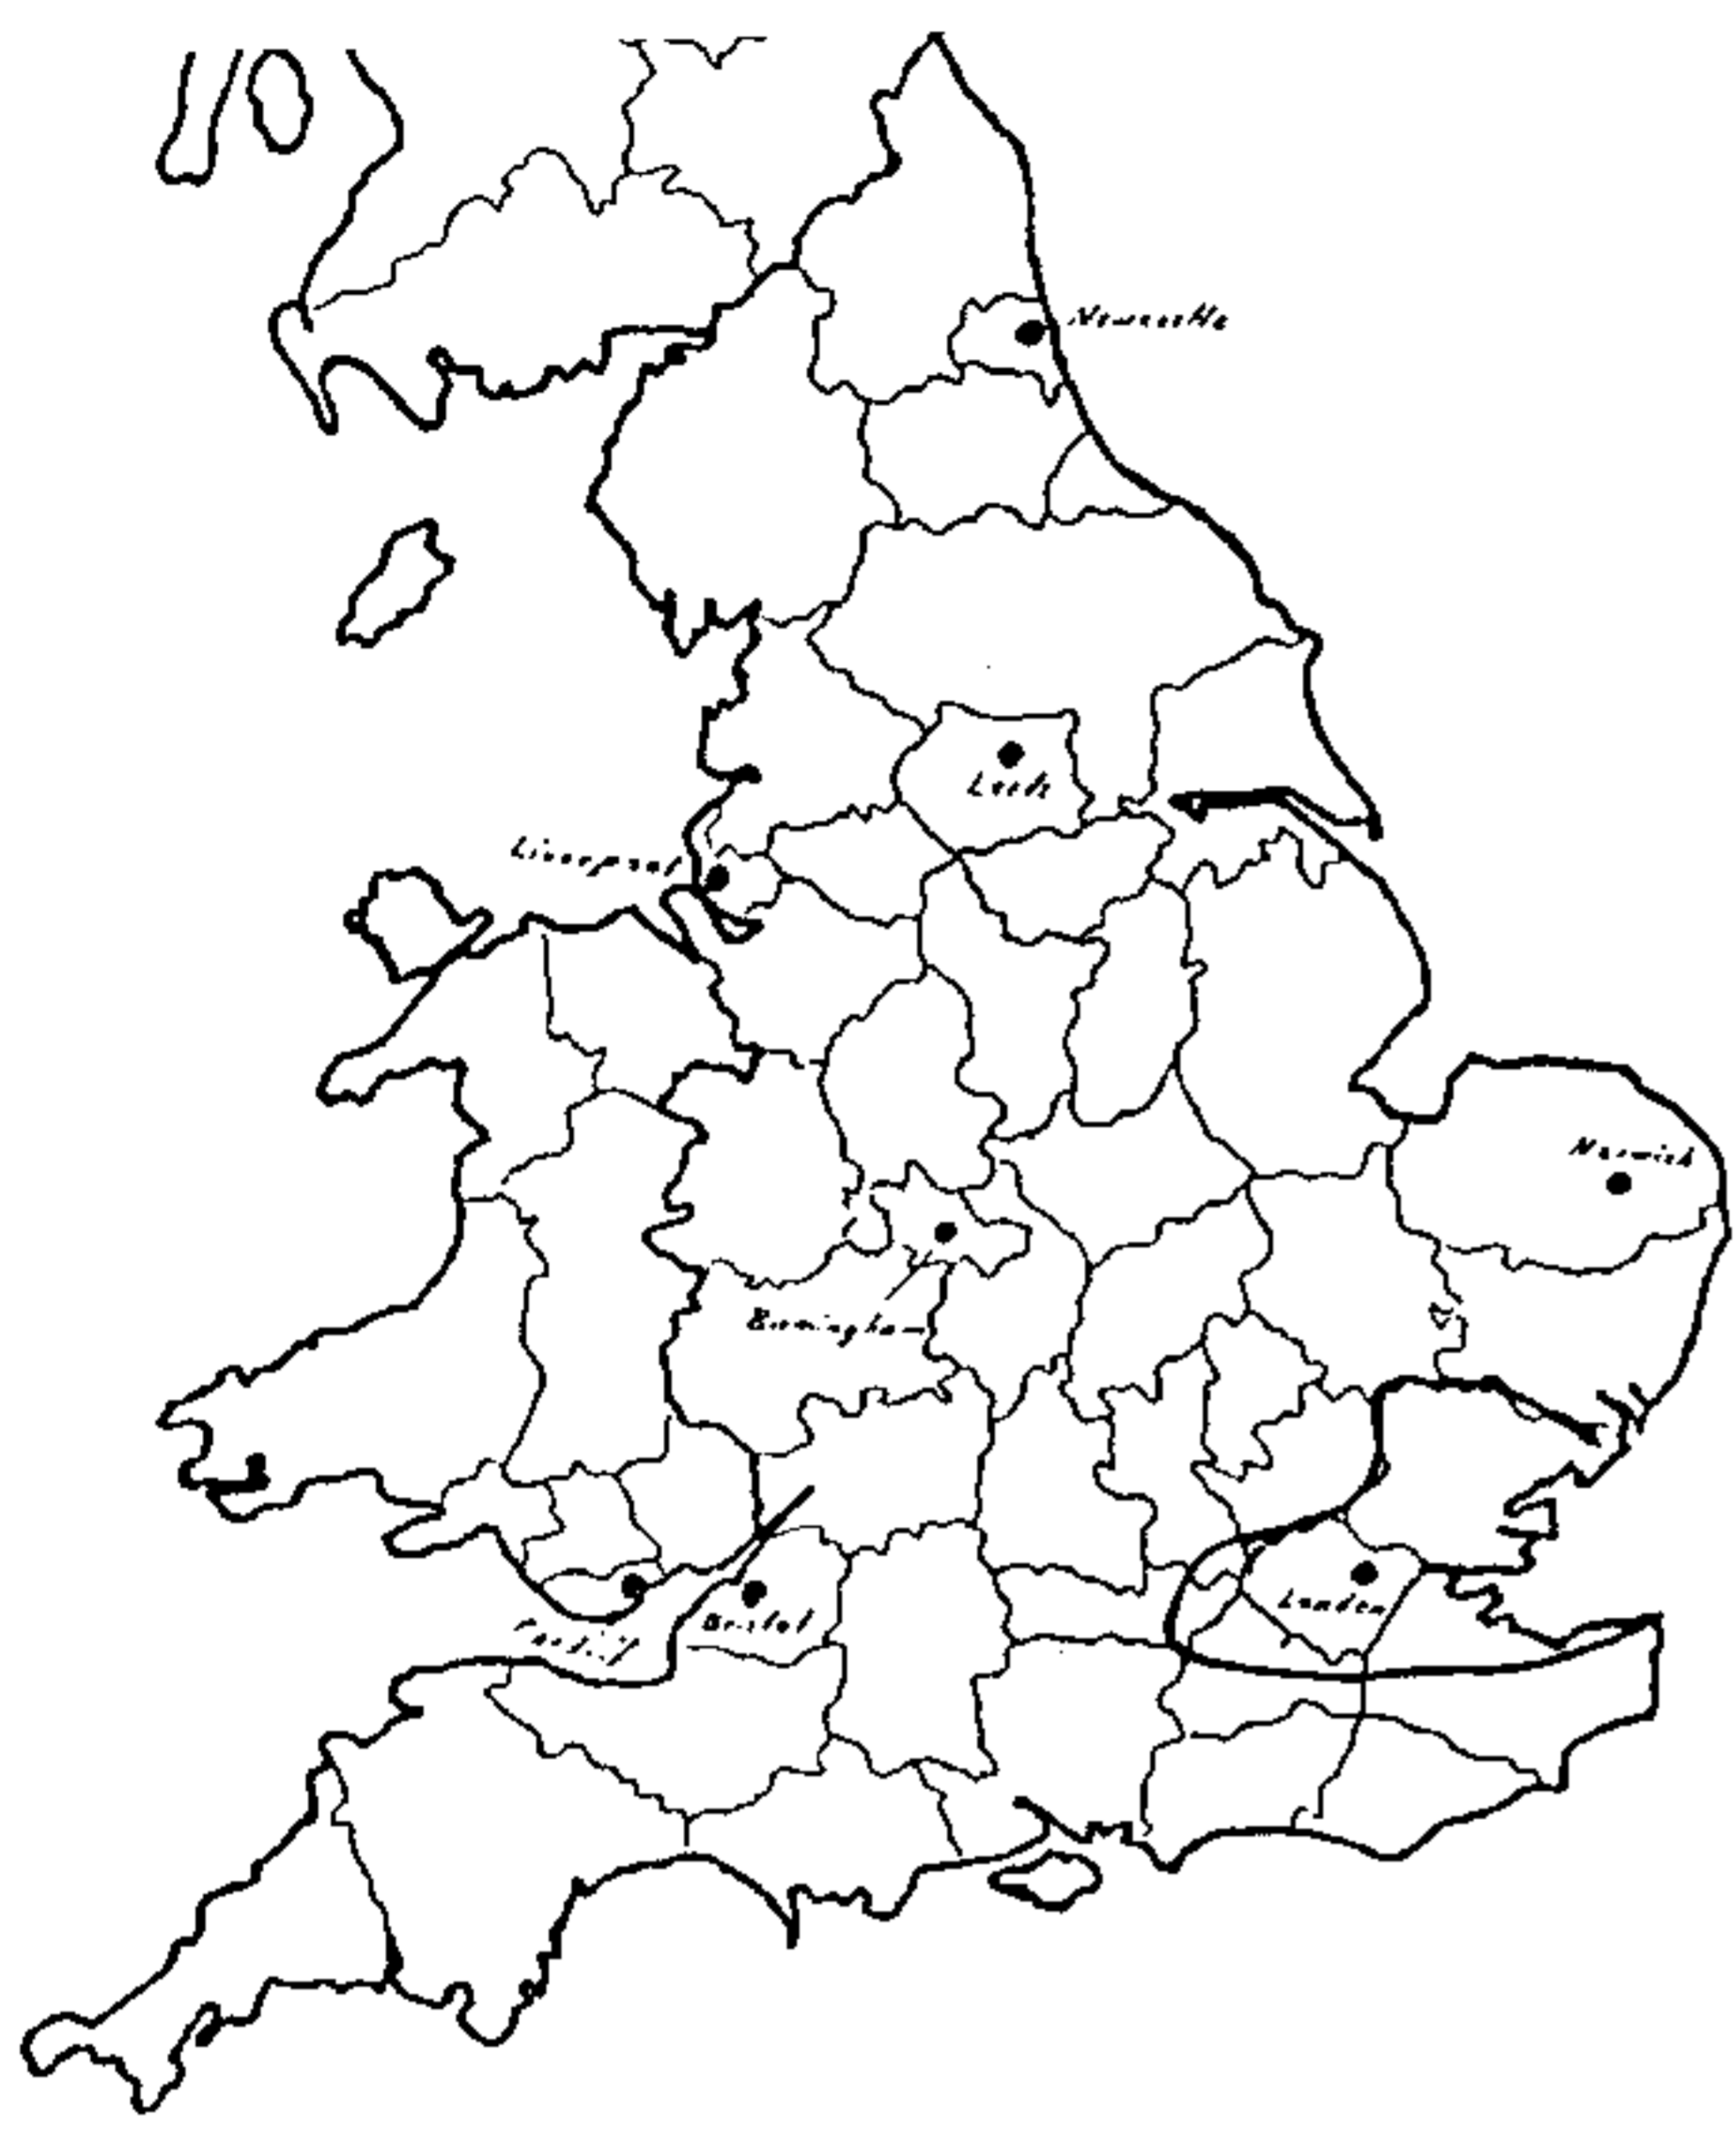 Newcastle
Leeds
Liverpool
Norwich
Birmingham
Bristol
London
Cardiff